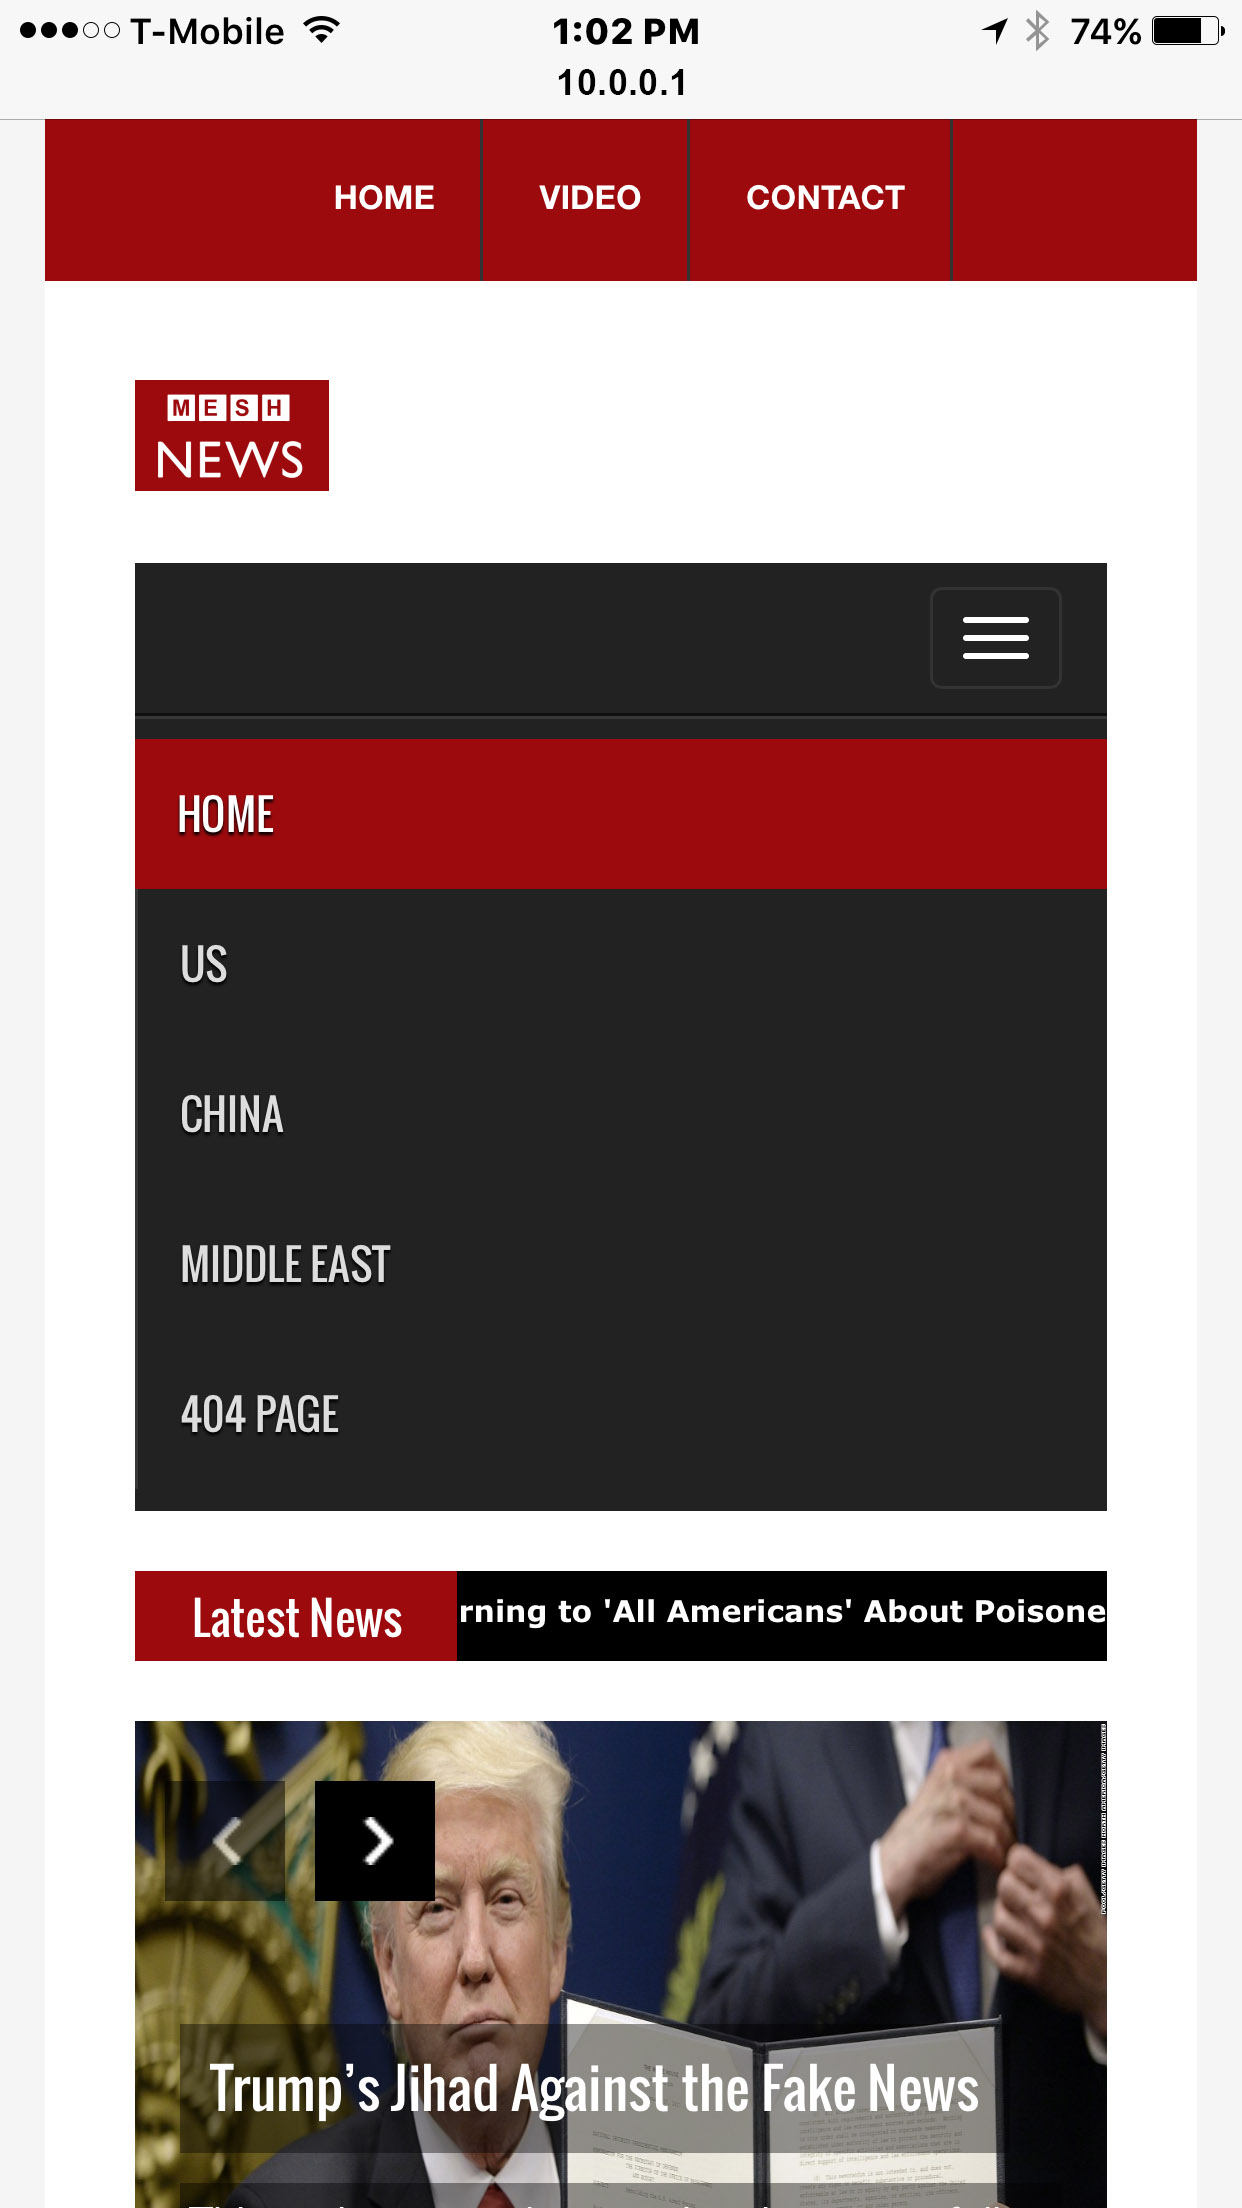 T-Mobile 1:02 PM 74%
10.0.0.1
HOME VIDEO CONTACT
MESH
NEWS
HOME
US
CHINA
MIDDLE EAST
404 PAGE
Latest News rning to 'All Americans' About Poisone
Trump’s Jihad Against the Fake News